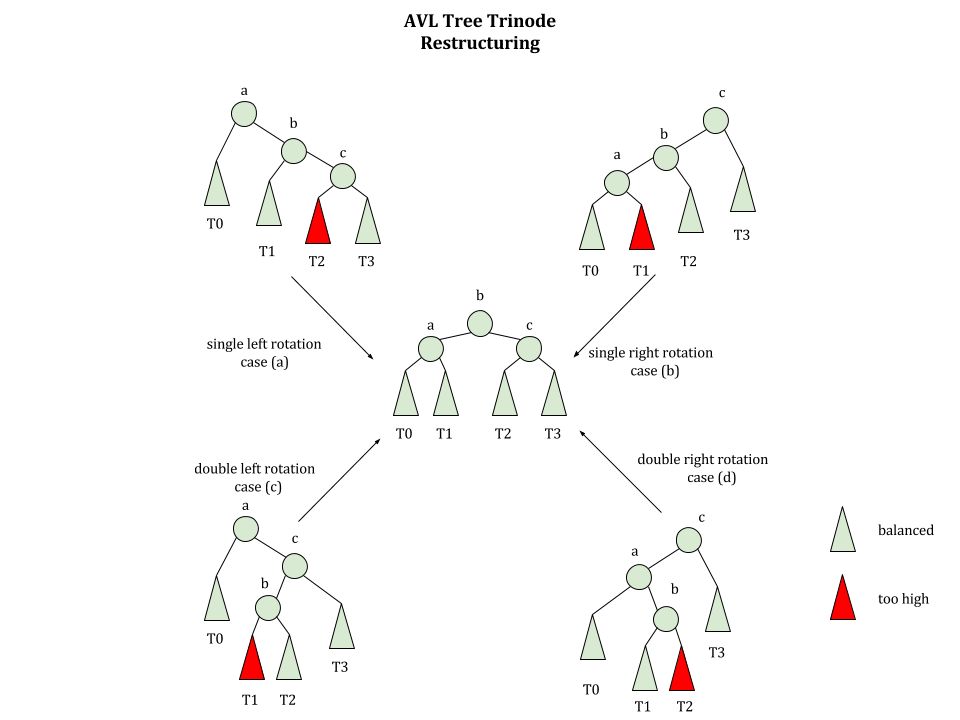 AVL Tree Trinode
Restructuring
a
b
c
T0
T1
T2
T3
c
b
a
T0
T1
T2
T3
single left rotation
case (a)
single right rotation
case (b)
b
a
c
T0
T1
T2
T3
double left rotation
case (c)
a
c
b
T0
T1
T2
T3
double right rotation
case (d)
c
a
b
T0
T1
T2
T3
balanced
too high